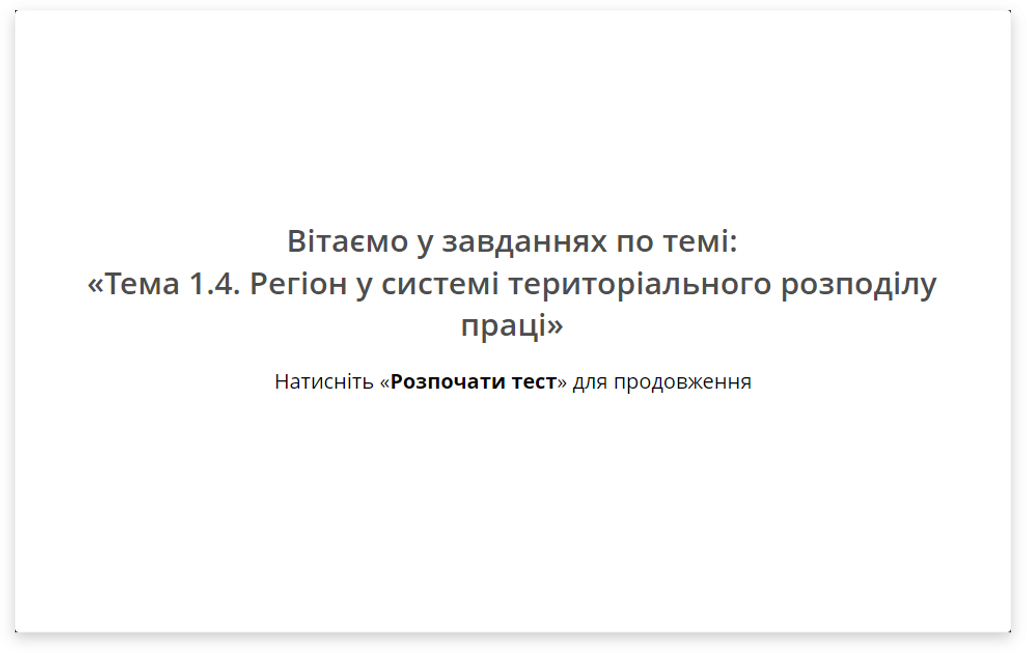 Вітаємо у завданнях по темі:
«Тема 1.4. Регіон у системі територіального розподілу
праці»
Натисніть «Розпочати тест» для продовження